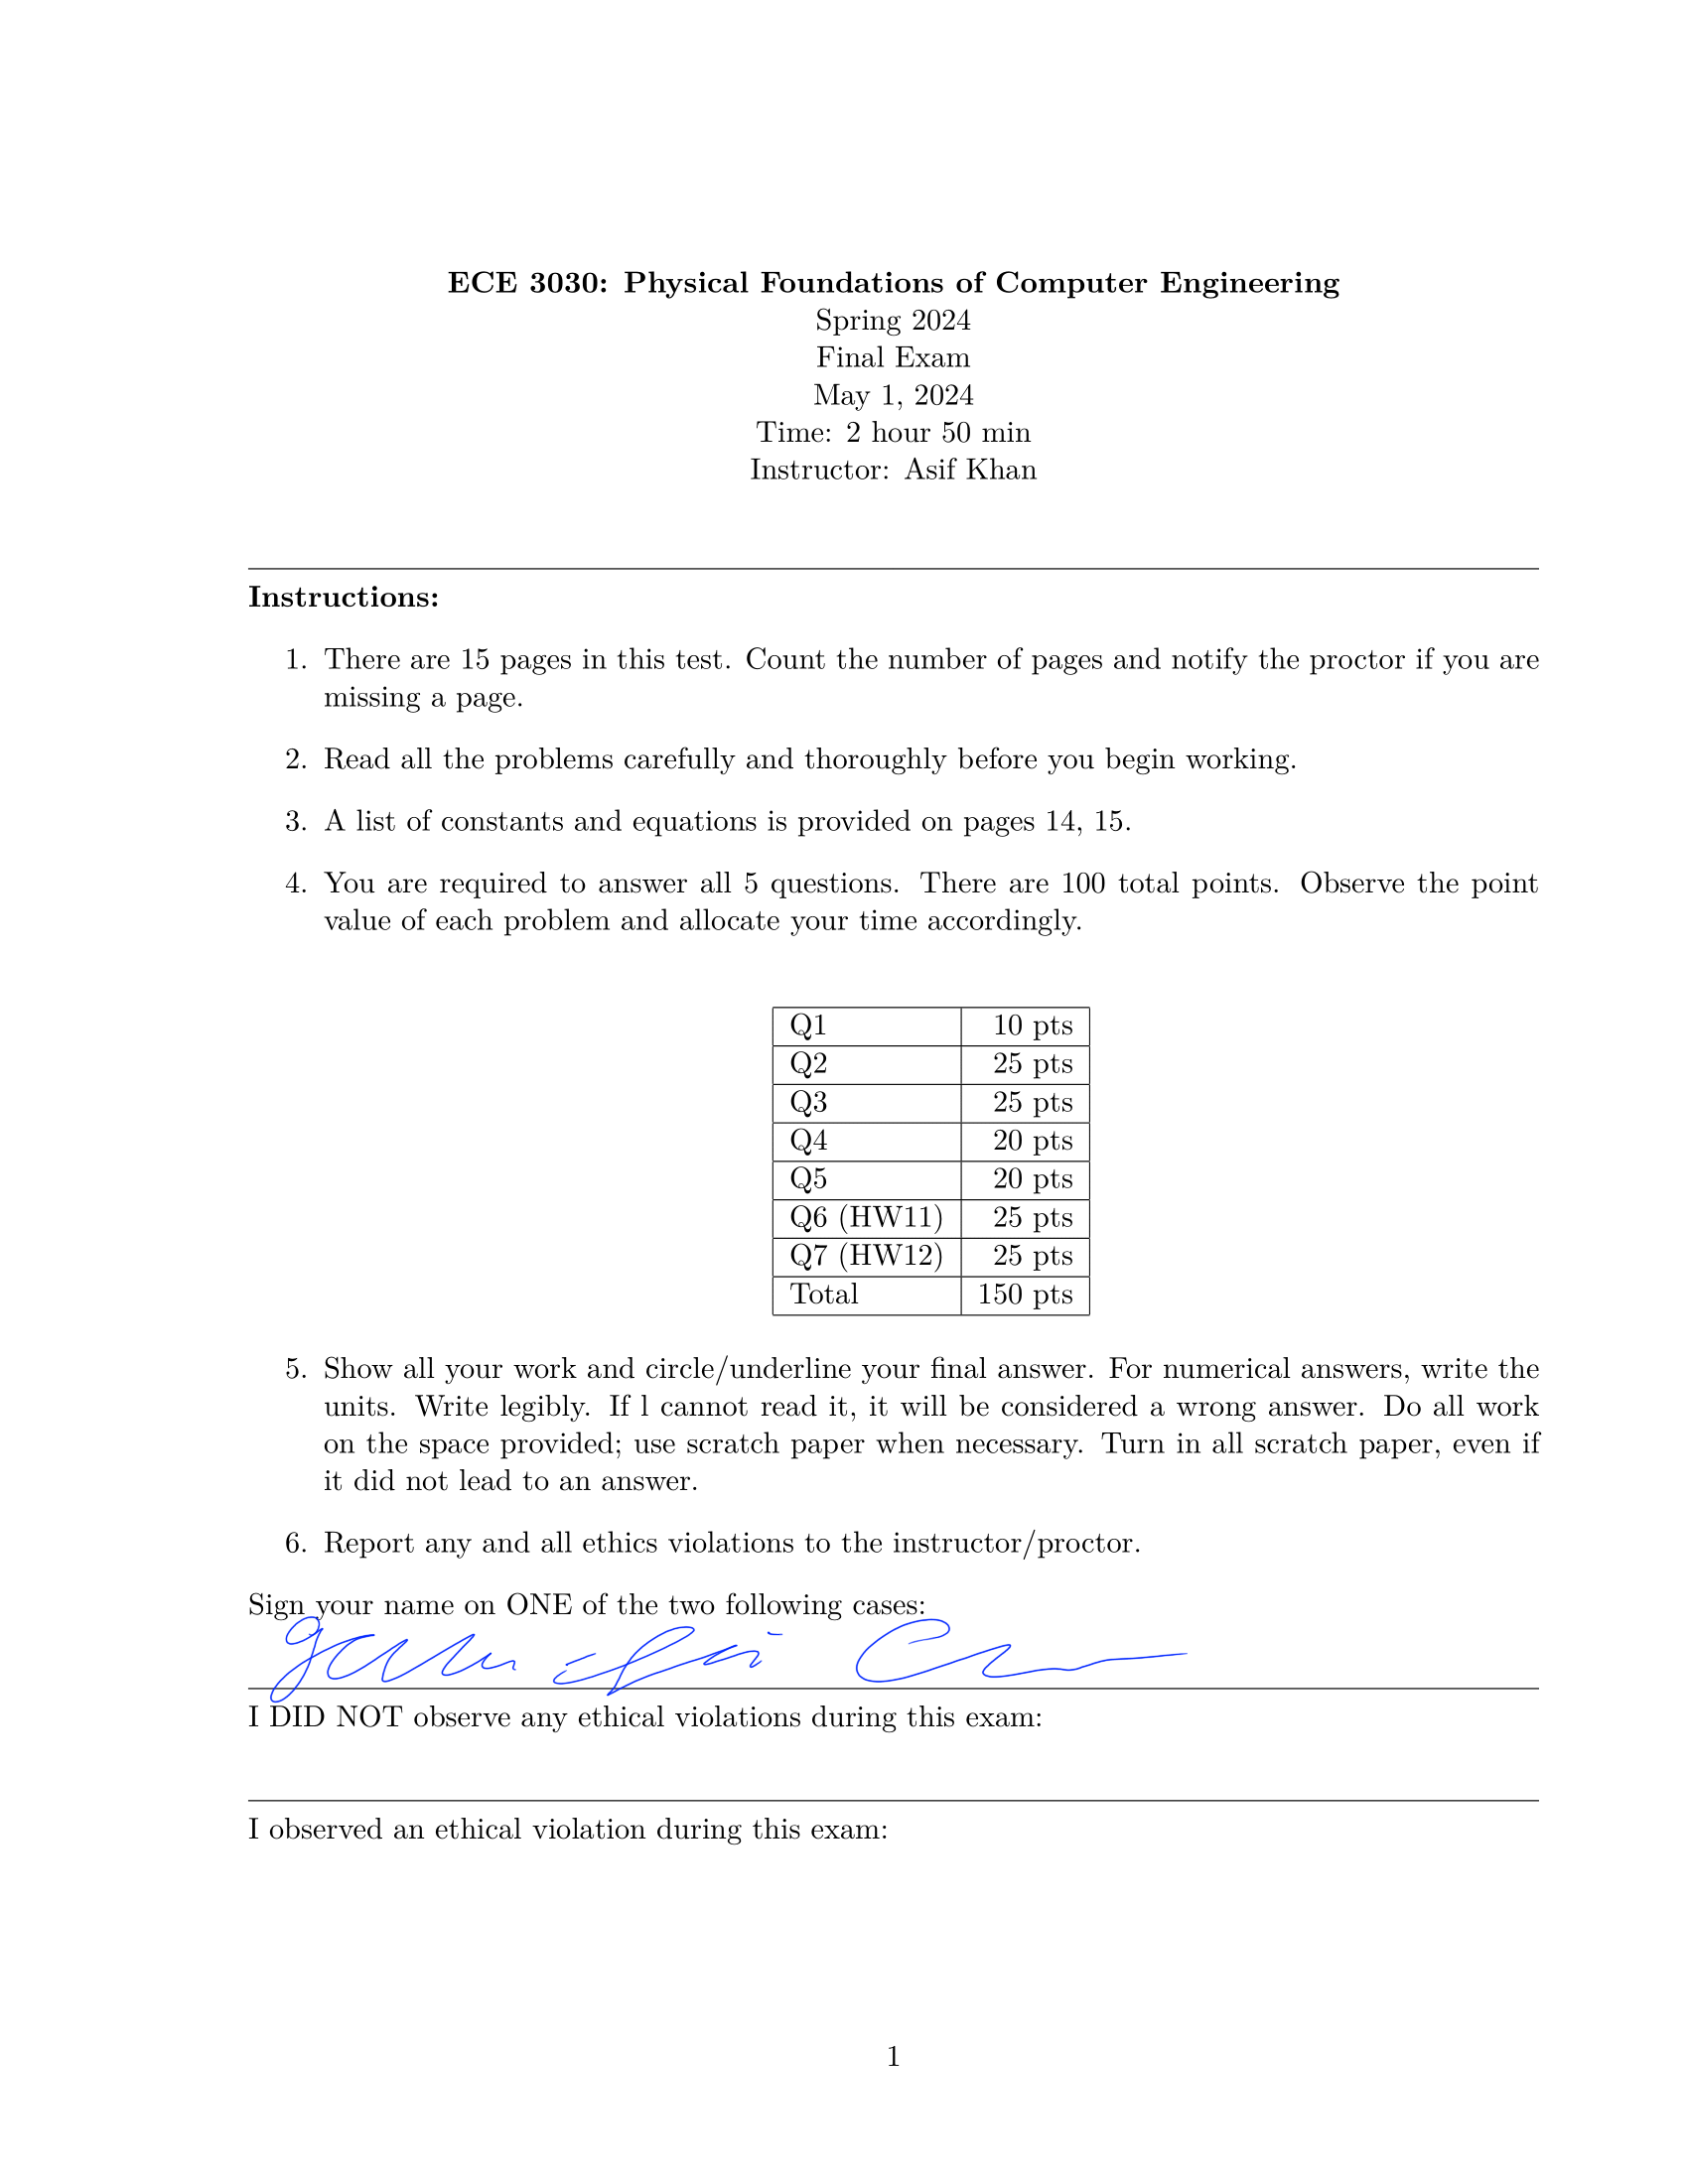 ECE 3030: Physical Foundations of Computer Engineering
Spring 2024
Final Exam
May 1, 2024
Time: 2 hour 50 min
Instructor: Asif Khan
Instructions:
1. There are 15 pages in this test. Count the number of pages and notify the proctor if you are
missing a page.
2. Read all the problems carefully and thoroughly before you begin working.
3. A list of constants and equations is provided on pages 14, 15.
4. You are required to answer all 5 questions. There are 100 total points. Observe the point
value of each problem and allocate your time accordingly.
Q1 10 pts
Q2 25 pts
Q3 25 pts
Q4 20 pts
Q5 20 pts
Q6 (HW11) 25 pts
Q7 (HW12) 25 pts
Total 150 pts
5. Show all your work and circle/underline your final answer. For numerical answers, write the
units. Write legibly. If l cannot read it, it will be considered a wrong answer. Do all work
on the space provided; use scratch paper when necessary. Turn in all scratch paper, even if
it did not lead to an answer.
6. Report any and all ethics violations to the instructor/proctor.
Sign your name on ONE of the two following cases:
I DID NOT observe any ethical violations during this exam:
I observed an ethical violation during this exam:
1